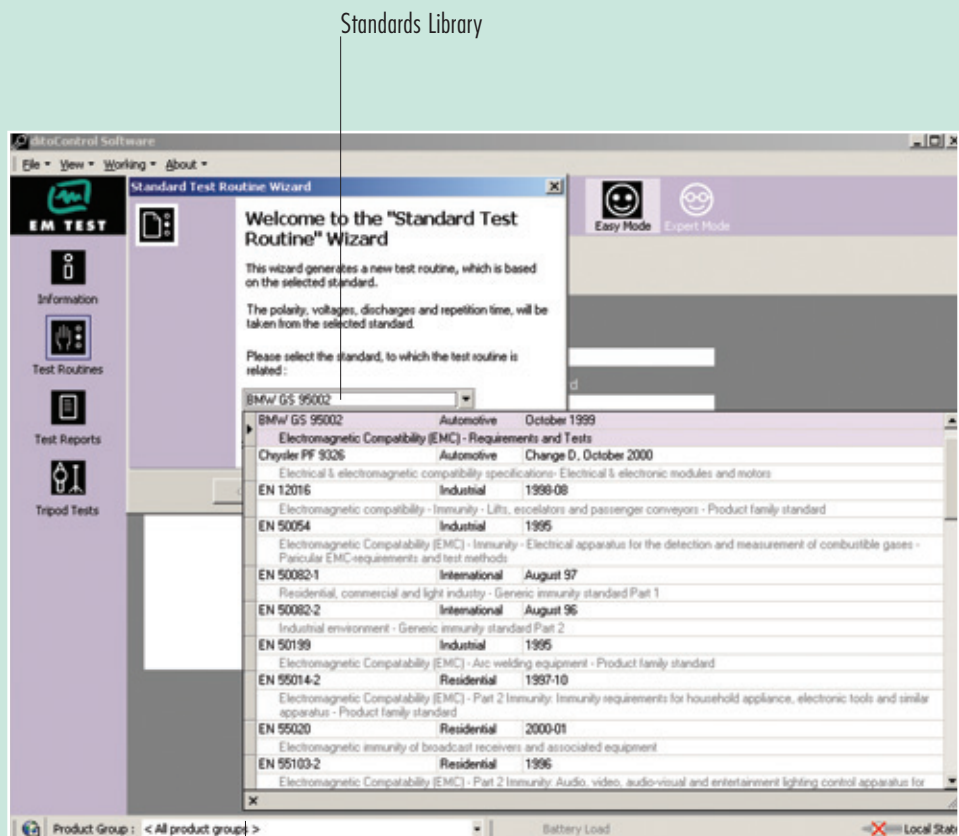 Standards Library
ditoControl Software
File View Working About
EM TEST
Information
Test Routines
Test Reports
Tripod Tests
Standard Test Routine Wizard
Welcome to the "Standard Test
Routine" Wizard
This wizard generates a new test routine, which is based
on the selected standard.
The polarity, voltages, discharges and repetition time, will be
taken from the selected standard.
Please select the standard, to which the test routine is
related :
BMW GS 95002
Easy Mode Expert Mode
d
BMW GS 95002 Automotive October 1999
Electromagnetic Compatibility (EMC) - Requirements and Tests
Chrysler PF 9326 Automotive Change D, October 2000
Electrical & electromagnetic compatibility specifications- Electrical & electronic modules and motors
EN 12016 Industrial 1998-08
Electromagnetic compatibility - Immunity - Lifts, escelators and passenger conveyors - Product family standard
EN 50054 Industrial 1995
Electromagnetic Compatability (EMC) - Immunity - Electrical apparatus for the detection and measurement of combustible gases -
Paricular EMC-requirements and test methods
EN 50082-1 International August 97
Residential, commercial and light industry - Generic immunity standard Part 1
EN 50082-2 International August 96
Industrial environment - Generic immunity standard Part 2
EN 50199 Industrial 1995
Electromagnetic Compatability (EMC) - Arc welding equipment - Product family standard
EN 55014-2 Residential 1997-10
Electromagnetic Compatability (EMC) - Part 2 Immunity: Immunity requirements for household appliance, electronic tools and similar
apparatus - Product family standard
EN 55020 Residential 2000-01
Electromagnetic immunity of broadcast receivers and associated equipment
EN 55103-2 Residential 1996
Electromagnetic Compatability (EMC) - Part 2 Immunity: Audio, video, audio-visual and entertainment lighting control apparatus for
Product Group : < All product groups > Battery Load Local State